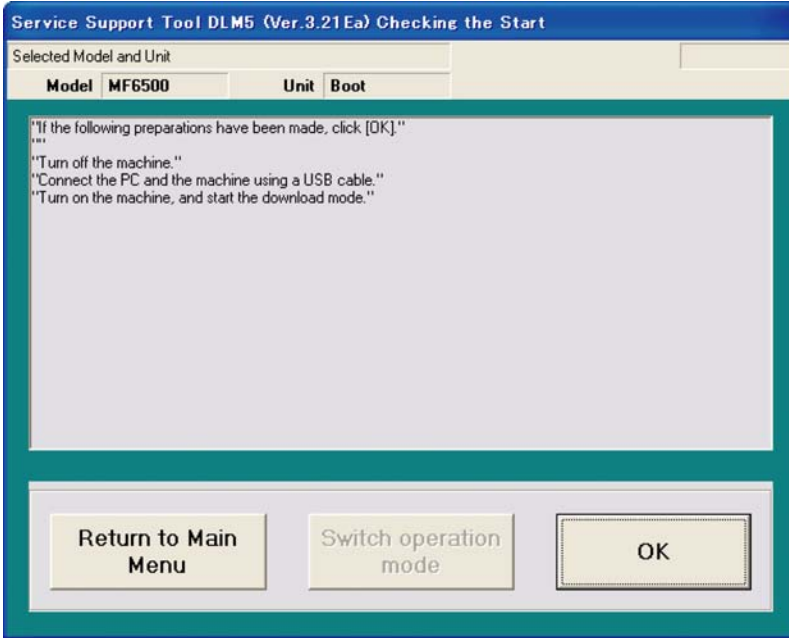 Service Support Tool DLM5 (Ver.3.21Ea) Checking the Start
Selected Model and Unit
Model MF6500 Unit Boot
"If the following preparations have been made, click [OK]."
""
"Turn off the machine."
"Connect the PC and the machine using a USB cable."
"Turn on the machine, and start the download mode."
Return to Main
Menu
Switch operation
mode
OK